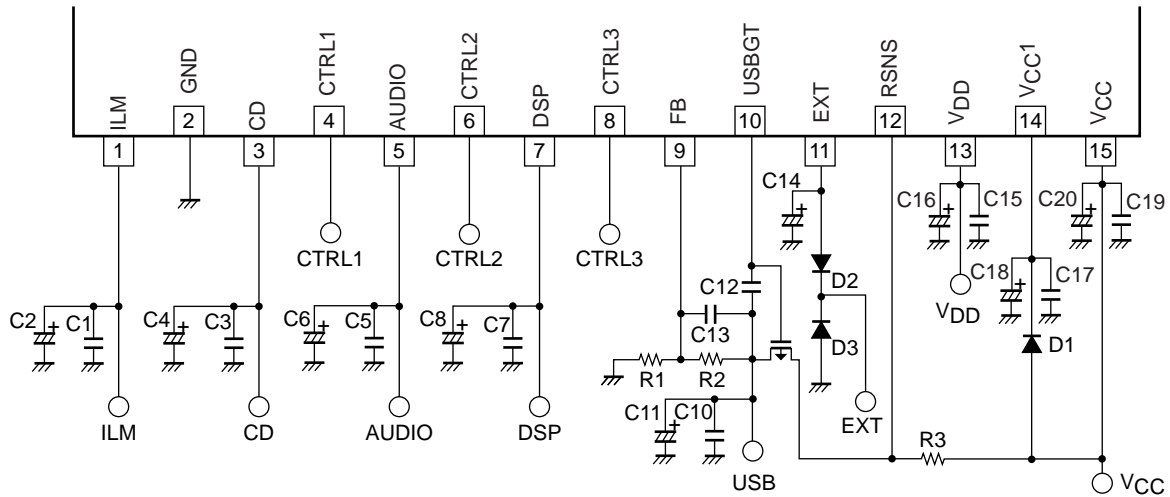 ILM
GND
CD
CTRL1
AUDIO
CTRL2
DSP
CTRL3
FB
USBGT
EXT
RSNS
VDD
VCC1
VCC
1
2
3
4
5
6
7
8
9
10
11
12
13
14
15
C14
+
C16
+
C15
C20
+
C19
CTRL1
CTRL2
CTRL3
D2
C12
C18
+
C17
VDD
C2
+
C1
C4
+
C3
C6
+
C5
C8
+
C7
C13
D3
D1
R1
R2
ILM
CD
AUDIO
DSP
C11
+
C10
EXT
R3
USB
VCC